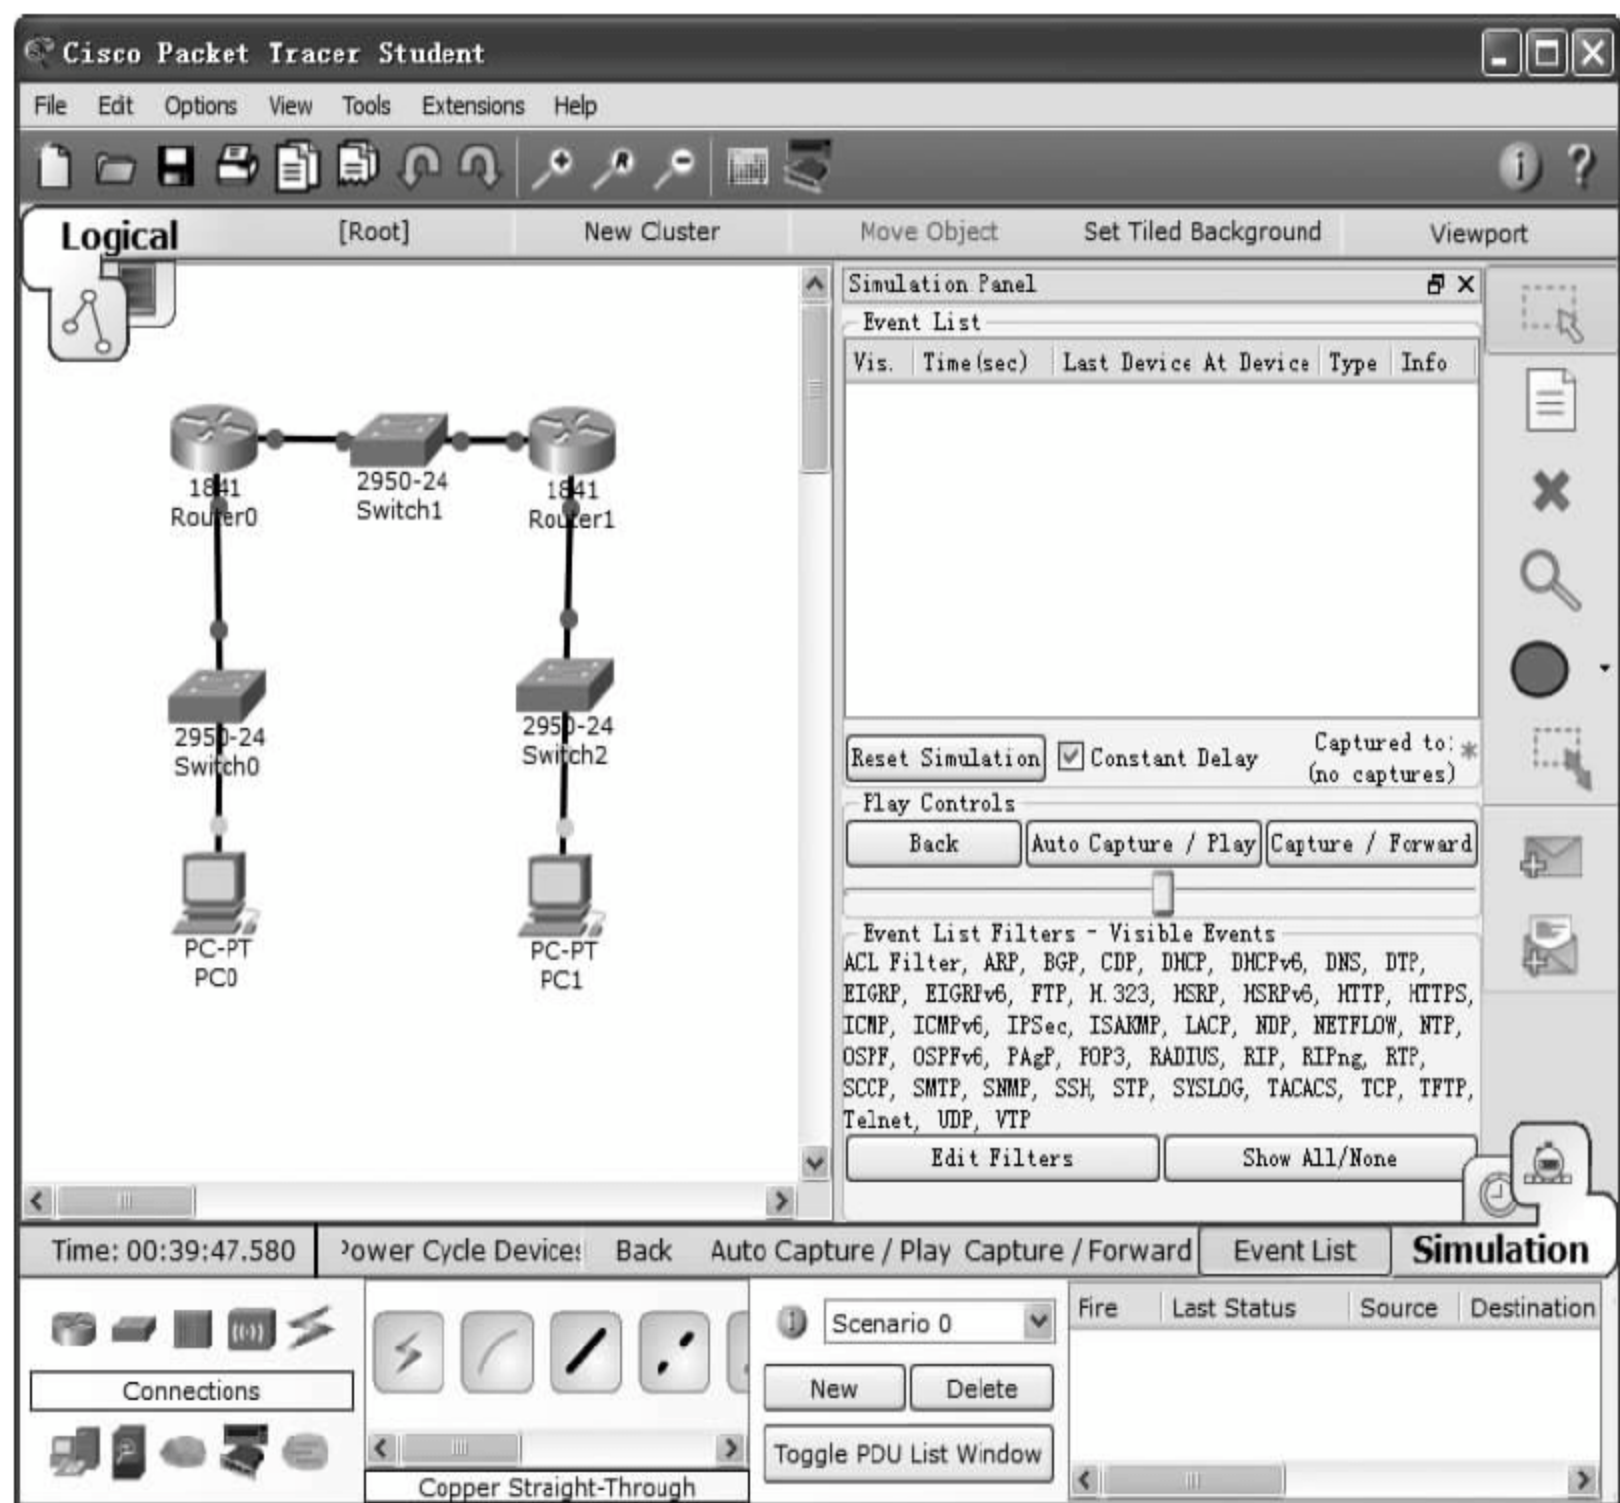 Cisco Packet Tracer Student
File Edit Options View Tools Extensions Help
Logical [Root] New Cluster Move Object Set Tiled Background Viewport
1841
Router0
2950-24
Switch1
1841
Router1
2950-24
Switch0
2950-24
Switch2
PC-PT
PC0
PC-PT
PC1
Simulation Panel
Event List
Vis. Time(sec) Last Device At Device Type Info
Reset Simulation Constant Delay Captured to: *
(no captures)
Play Controls
Back Auto Capture / Play Capture / Forward
Event List Filters - Visible Events
ACL Filter, ARP, BGP, CDP, DHCP, DHCPv6, DNS, DTP,
EIGRP, EIGRPv6, FTP, H.323, HSRP, HSRPv6, HTTP, HTTPS,
ICMP, ICMPv6, IPSec, ISAKMP, LACP, NDP, NETFLOW, NTP,
OSPF, OSPFv6, PAgP, POP3, RADIUS, RIP, RIPng, RTP,
SCCP, SMTP, SNMP, SSH, STP, SYSLOG, TACACS, TCP, TFTP,
Telnet, UDP, VTP
Edit Filters Show All/None
Time: 00:39:47.580 Power Cycle Devices Back Auto Capture / Play Capture / Forward Event List Simulation
Connections
Copper Straight-Through
Scenario 0
New Delete
Toggle PDU List Window
Fire Last Status Source Destination